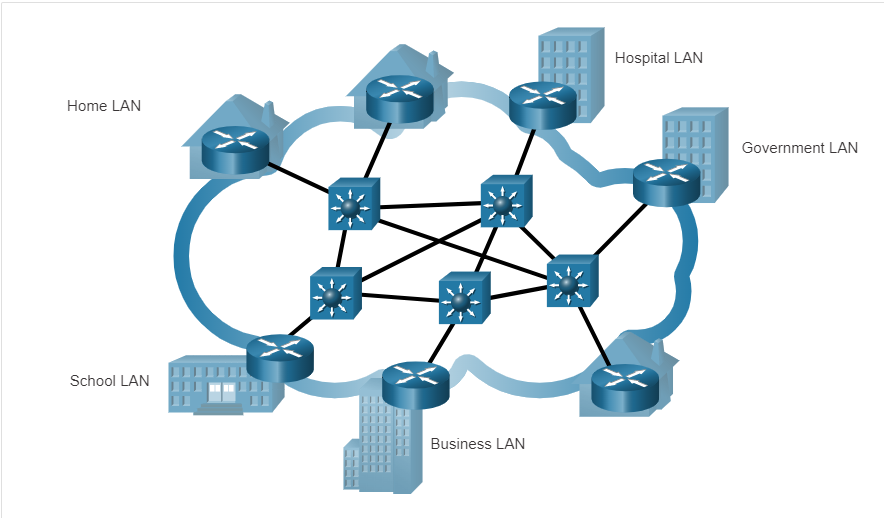 Hospital LAN
Home LAN
Government LAN
School LAN
Business LAN